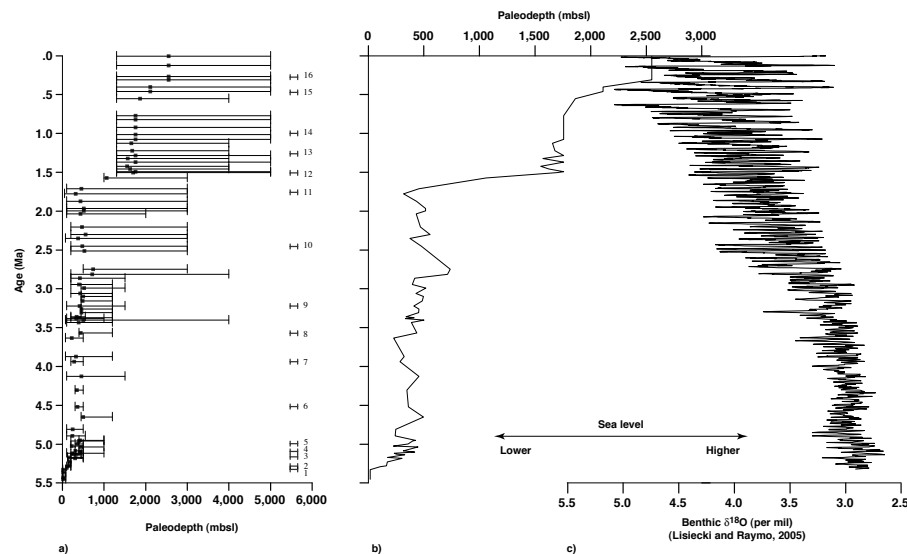 Paleodepth (mbsl)
0 500 1,000 1,500 2,000 2,500 3,000
.0
.5
1.0
1.5
2.0
2.5
3.0
3.5
4.0
4.5
5.0
5.5
Age (Ma)
16
15
14
13
12
11
10
9
8
7
6
5
4
3
2
1
0 1,000 2,000 3,000 4,000 5,000 6,000
Paleodepth (mbsl)
Sea level
Lower Higher
5.5 5.0 4.5 4.0 3.5 3.0 2.5
Benthic δ18O (per mil)
(Lisiecki and Raymo, 2005)
a) b) c)